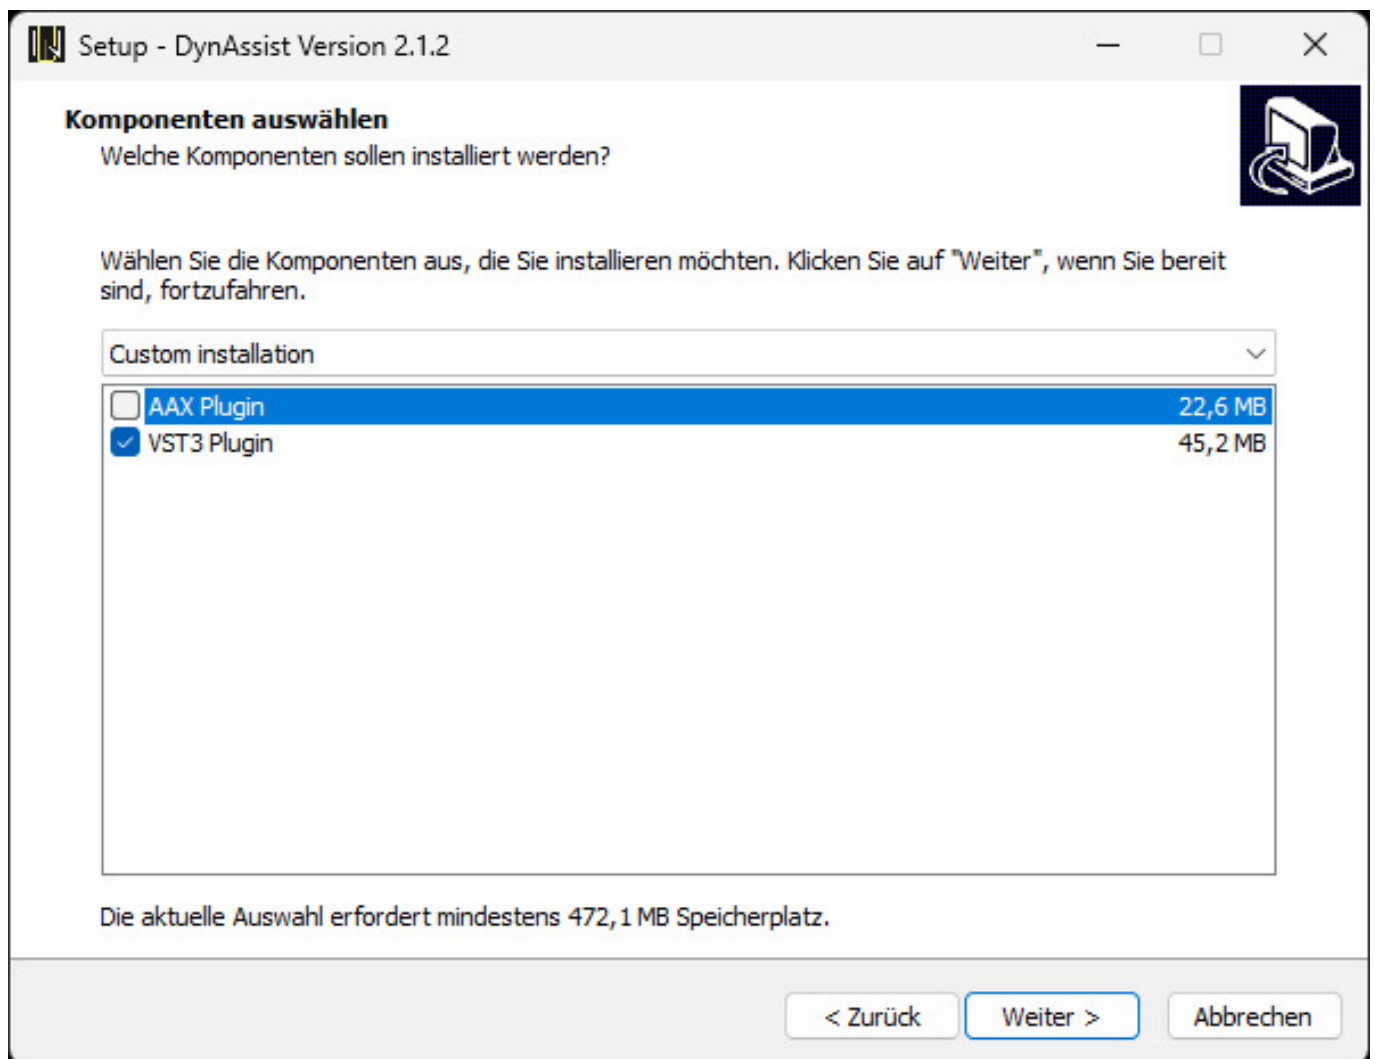 Setup - DynAssist Version 2.1.2
Komponenten auswählen
Welche Komponenten sollen installiert werden?
Wählen Sie die Komponenten aus, die Sie installieren möchten. Klicken Sie auf "Weiter", wenn Sie bereit
sind, fortzufahren.
Custom installation
AAX Plugin 22,6 MB
VST3 Plugin 45,2 MB
Die aktuelle Auswahl erfordert mindestens 472,1 MB Speicherplatz.
< Zurück Weiter > Abbrechen